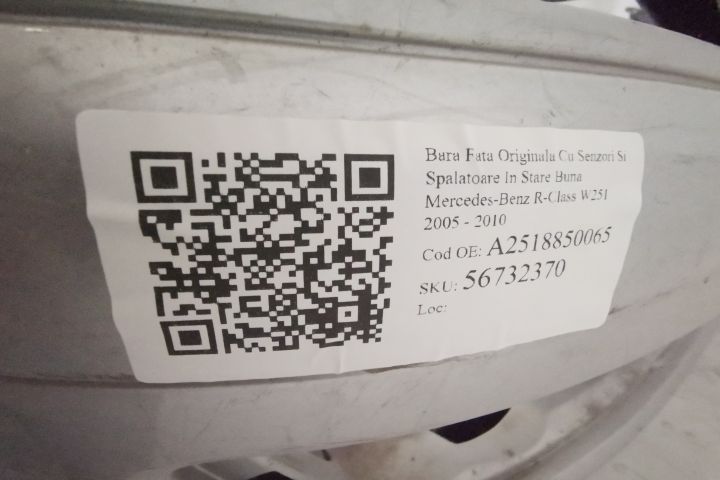 Bara Fata Originala Cu Senzori Si
Spalatoare In Stare Buna
Mercedes-Benz R-Class W251
2005 - 2010
Cod OE: A2518850065
SKU: 56732370
Loc: